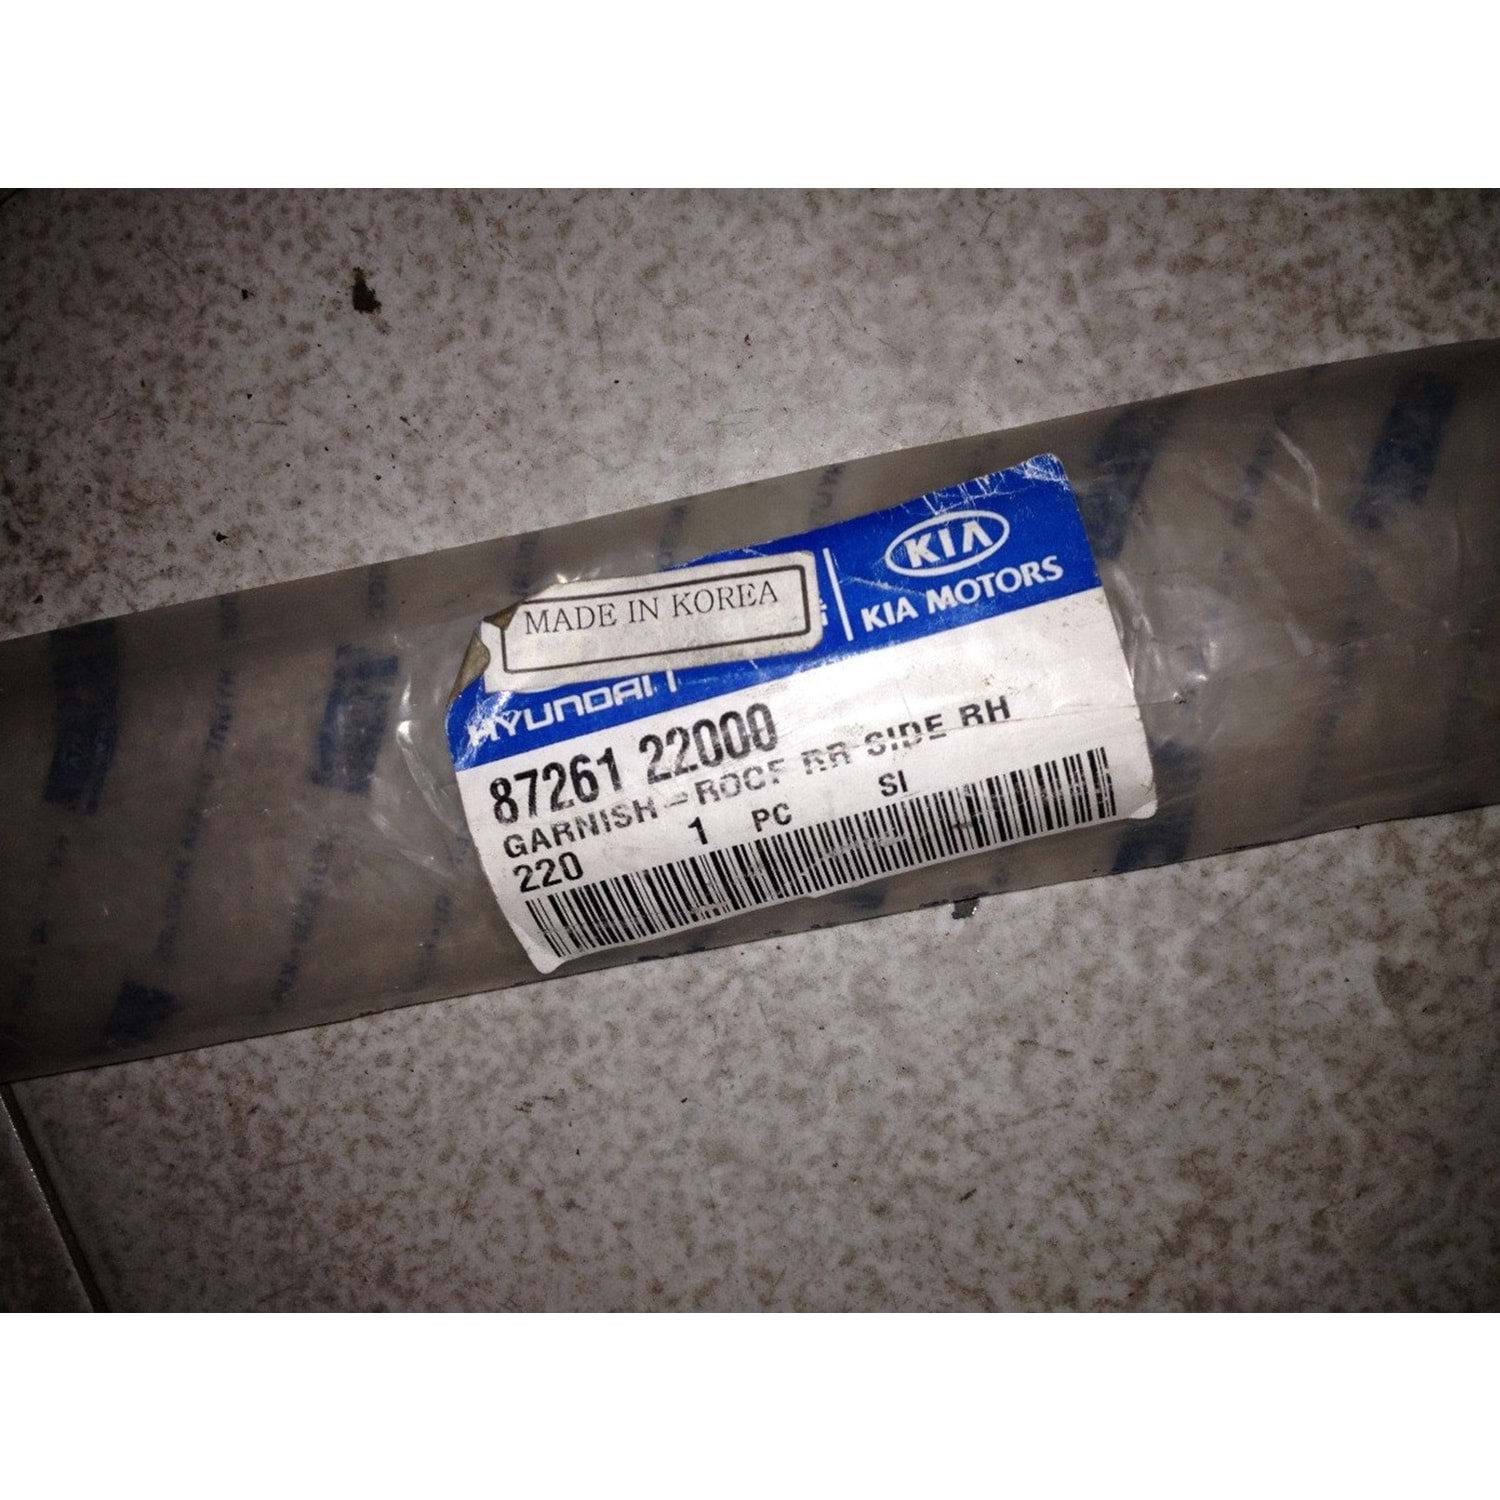 MADE IN KOREA
HYUNDAI
KIA
KIA MOTORS
87261 22000
GARNISH-ROOF RR SIDE RH
220 1 PC SI